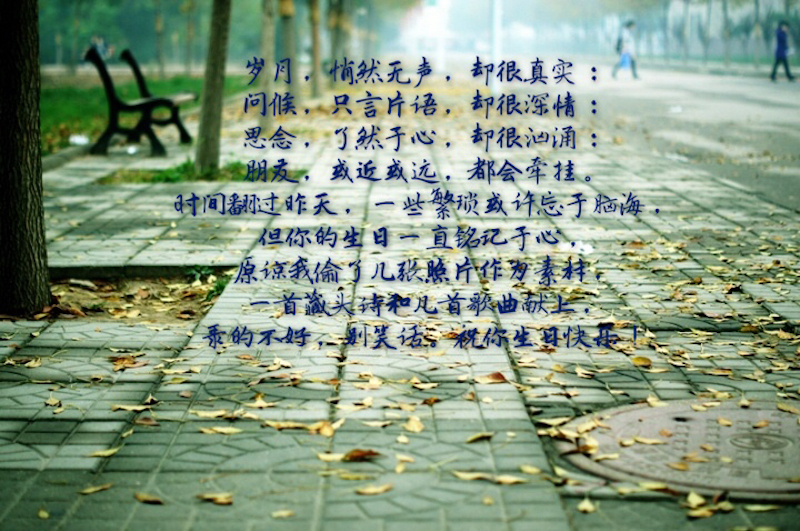 岁月，悄然无声，却很真实：
问候，只言片语，却很深情：
思念，了然于心，却很汹涌：
朋友，或近或远，都会牵挂。
时间翻过昨天，一些繁琐或许忘于脑海，
但你的生日一直铭记于心，
原谅我偷了几张照片作为素材，
一首藏头诗和几首歌曲献上，
录的不好，别笑话。祝你生日快乐！